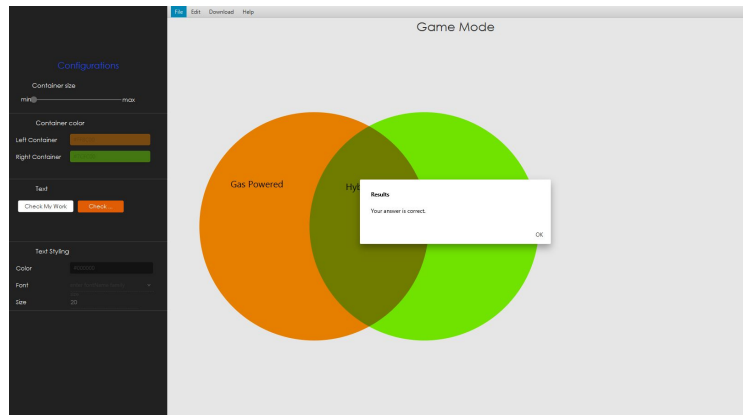 File Edit Download Help
Game Mode
Configurations
Container size
min max
Container color
Left Container
Right Container
Text
Check My Work Check...
Text Styling
Color
Font
Size 20
Gas Powered
Hyb
Results
Your answer is correct.
OK